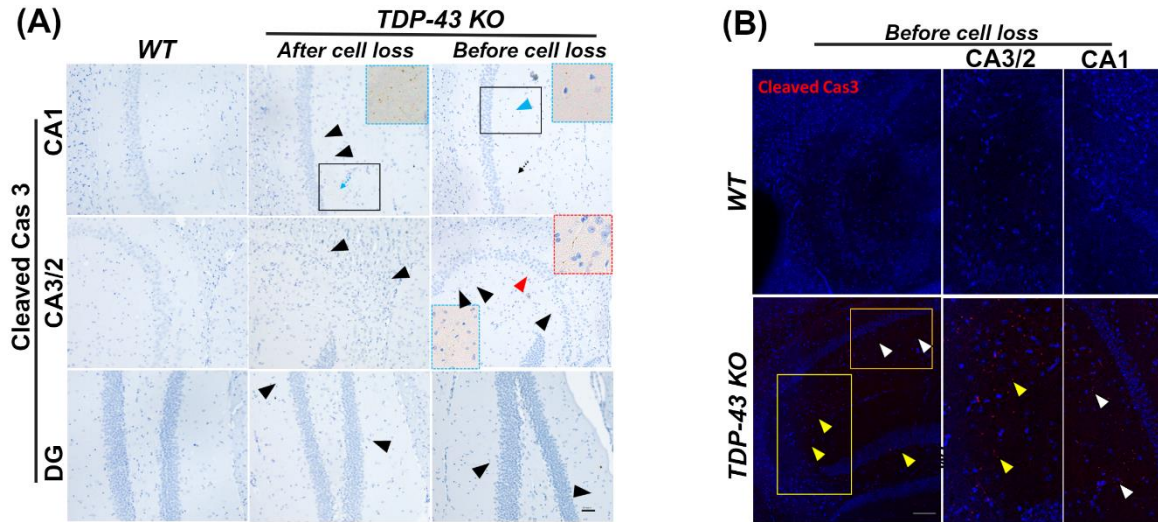 (A)
TDP-43 KO
WT
After cell loss
Before cell loss
Cleaved Cas 3
CA1
CA3/2
DG
(B)
Before cell loss
CA3/2
CA1
Cleaved Cas3
WT
TDP-43 KO